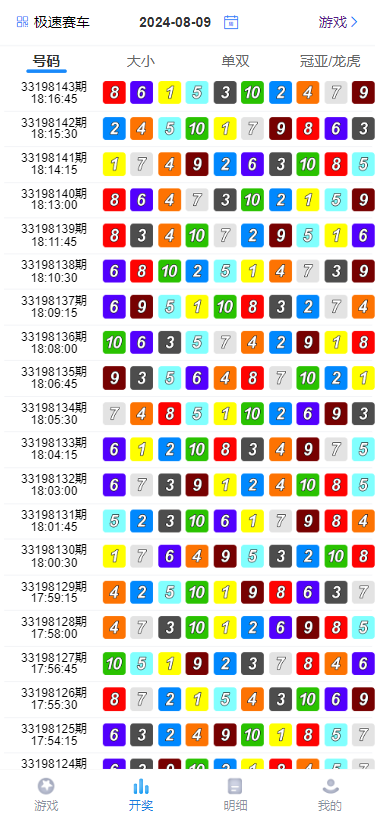 极速赛车 2024-08-09 游戏
号码 大小 单双 冠亚/龙虎
33198143期 8 6 1 5 3 10 2 4 7 9
18:16:45
33198142期 2 4 5 10 1 7 9 8 6 3
18:15:30
33198141期 1 7 4 9 2 6 3 10 8 5
18:14:15
33198140期 8 6 4 7 3 10 2 1 5 9
18:13:00
33198139期 8 3 4 10 7 2 9 5 1 6
18:11:45
33198138期 6 8 10 2 5 1 4 7 3 9
18:10:30
33198137期 6 9 5 1 10 8 3 2 7 4
18:09:15
33198136期 10 6 3 5 7 4 2 9 1 8
18:08:00
33198135期 9 3 5 6 4 8 7 10 2 1
18:06:45
33198134期 7 4 8 5 1 10 2 6 9 3
18:05:30
33198133期 6 1 2 10 8 3 4 9 7 5
18:04:15
33198132期 6 7 3 9 1 2 4 10 8 5
18:03:00
33198131期 5 2 3 10 6 1 7 9 8 4
18:01:45
33198130期 1 7 6 4 9 5 3 2 10 8
18:00:30
33198129期 4 2 5 10 1 9 8 6 3 7
17:59:15
33198128期 4 7 3 10 1 2 6 9 8 5
17:58:00
33198127期 10 5 1 9 2 3 7 8 4 6
17:56:45
33198126期 8 7 2 1 5 4 3 10 6 9
17:55:30
33198125期 6 3 2 4 9 10 1 8 5 7
17:54:15
33198124期 6 3 9 10 2 1 8 4 5 7
游戏 开奖 明细 我的